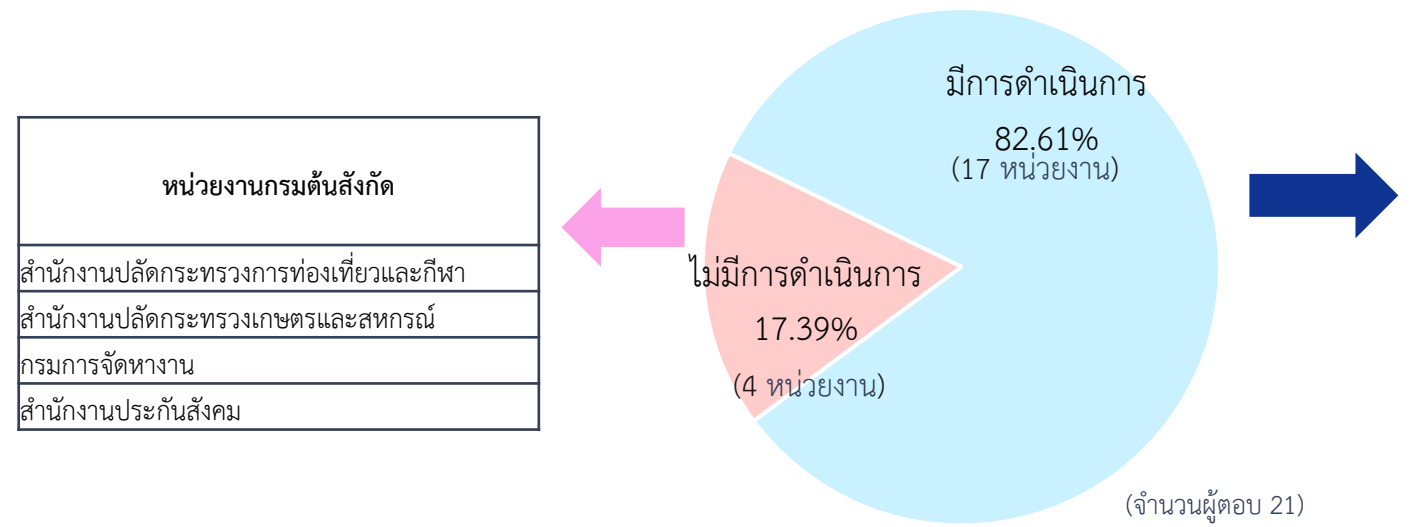 หน่วยงานกรมต้นสังกัด
สำนักงานปลัดกระทรวงการท่องเที่ยวและกีฬา
สำนักงานปลัดกระทรวงเกษตรและสหกรณ์
กรมการจัดหางาน
สำนักงานประกันสังคม
มีการดำเนินการ
82.61%
(17 หน่วยงาน)
ไม่มีการดำเนินการ
17.39%
(4 หน่วยงาน)
(จำนวนผู้ตอบ 21)